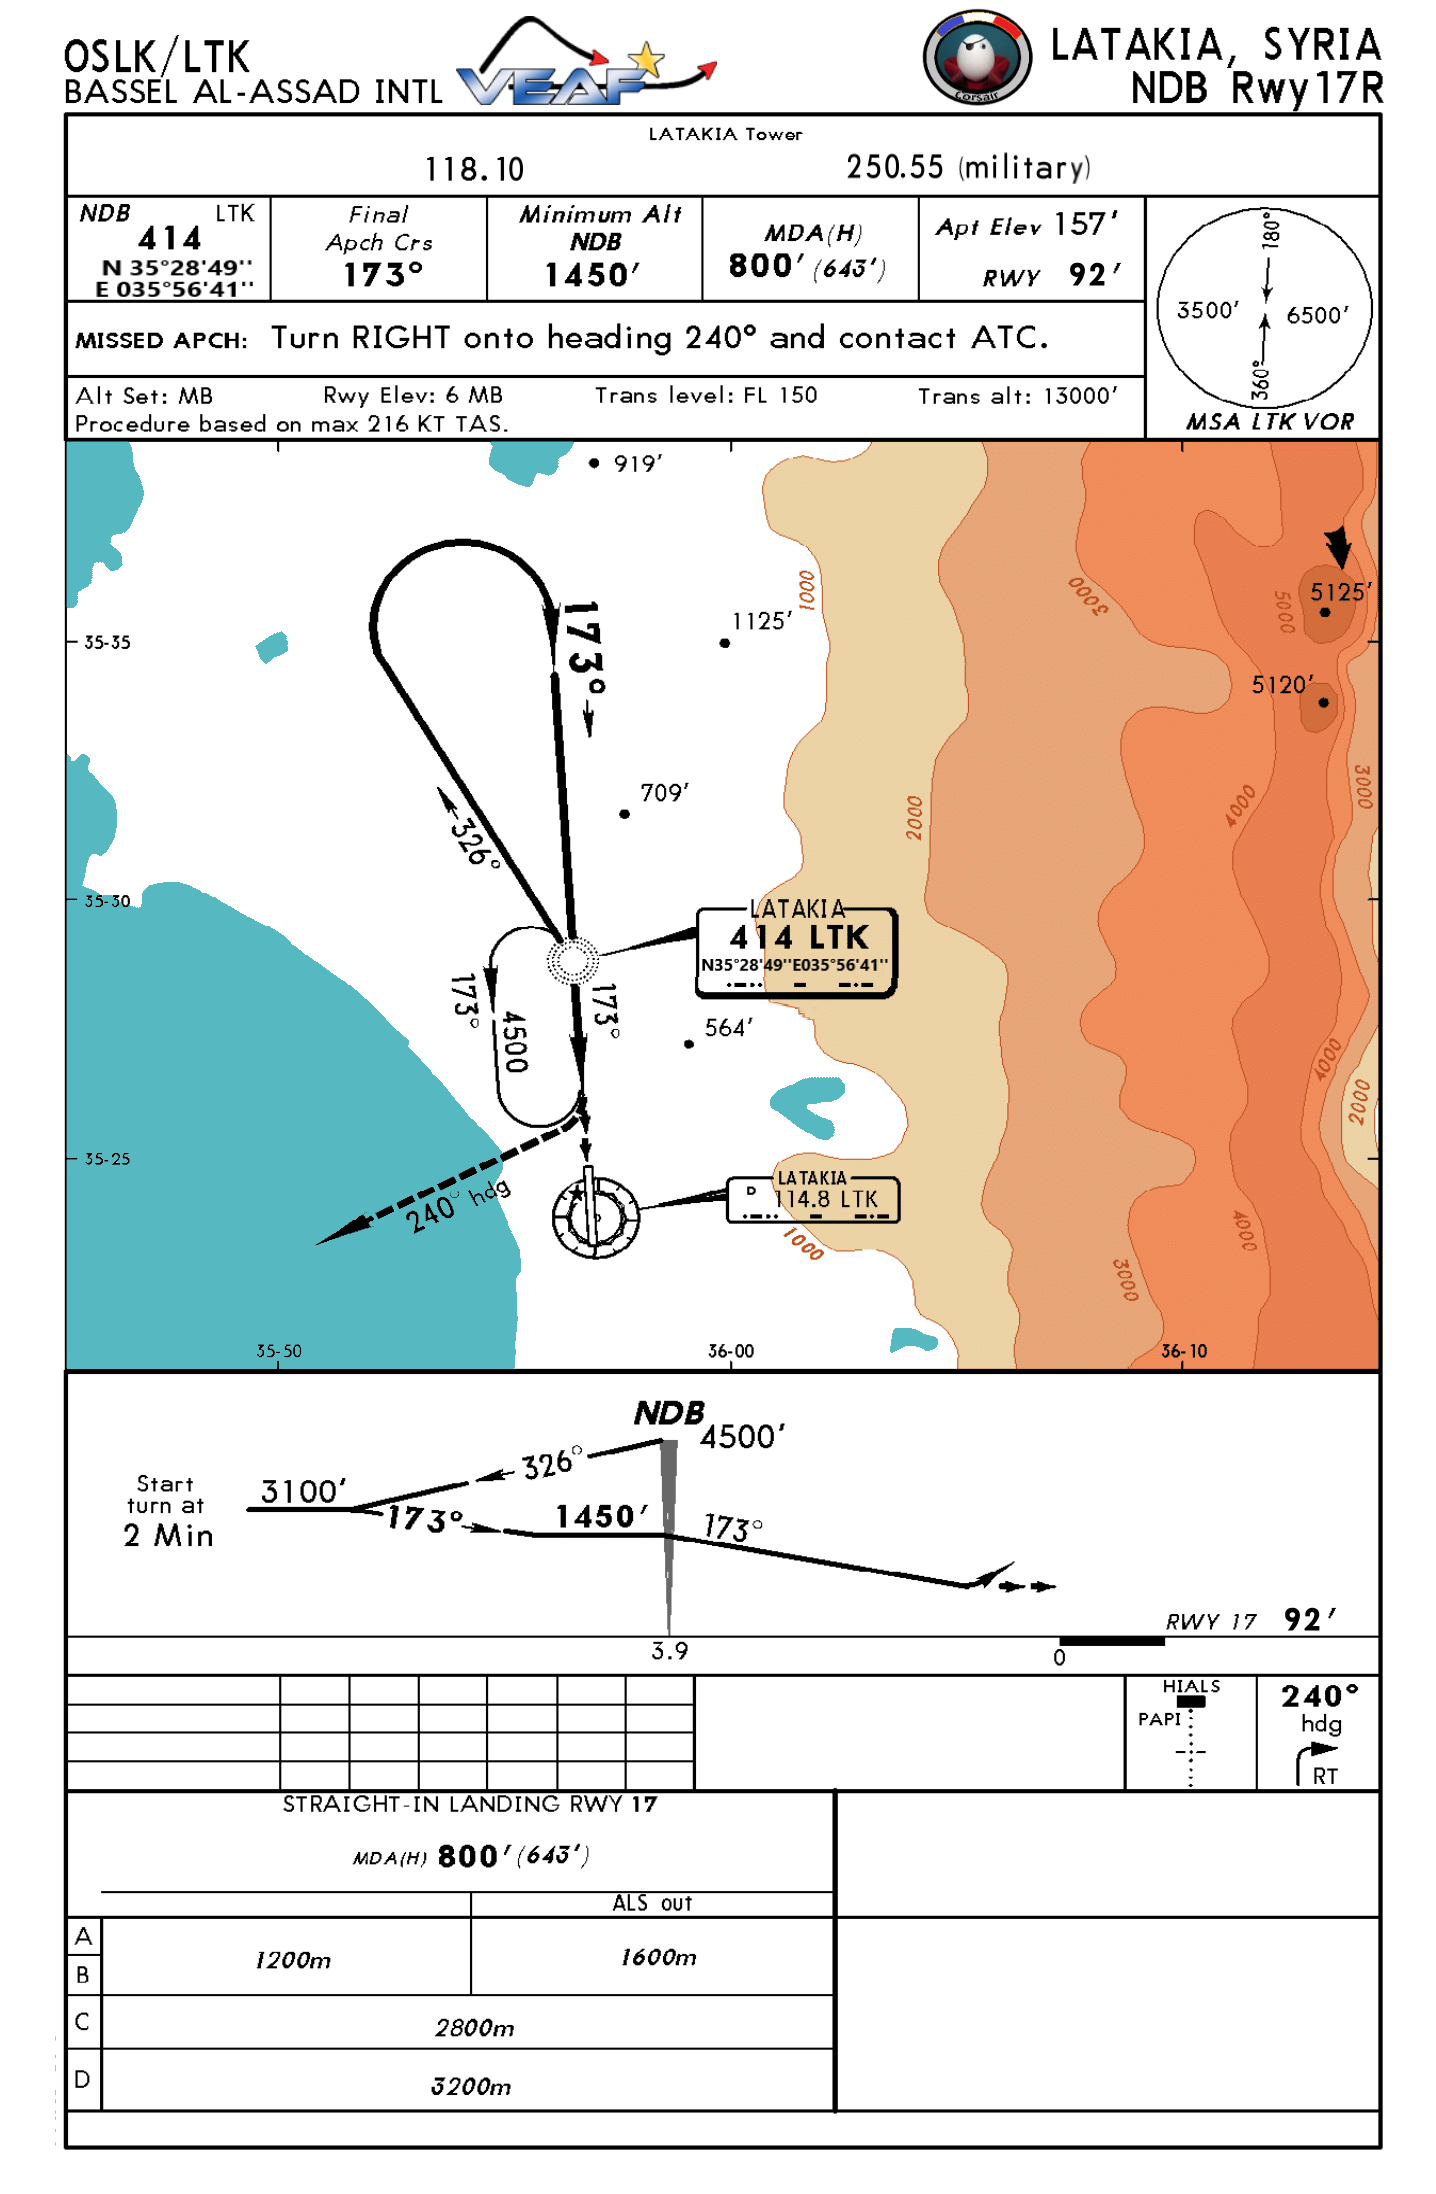 OSLK/LTK
BASSEL AL-ASSAD INTL
VEAF
Corsair
LATAKIA, SYRIA
NDB Rwy17R
LATAKIA Tower
118.10
250.55 (military)
NDB LTK
414
N 35°28'49''
E 035°56'41''
Final
Apch Crs
173°
Minimum Alt
NDB
1450'
MDA(H)
800' (643')
Apt Elev 157'
RWY 92'
180°
3500'
6500'
360°
MSA LTK VOR
MISSED APCH: Turn RIGHT onto heading 240° and contact ATC.
Alt Set: MB
Rwy Elev: 6 MB
Trans level: FL 150
Trans alt: 13000'
Procedure based on max 216 KT TAS.
919'
1000
3000
5000
5125'
173°
1125'
35-35
5120'
709'
2000
4000
3000
326°
35-30
LATAKIA
414 LTK
N35°28'49''E035°56'41''
173°
4500
173°
564'
4000
2000
35-25
240° hdg
LATAKIA
D
114.8 LTK
1000
3000
4000
35-50
36-00
36-10
NDB
4500'
326°
Start
turn at
2 Min
3100'
173°
1450'
173°
RWY 17 92'
3.9
0
HIALS
PAPI
240°
hdg
RT
STRAIGHT-IN LANDING RWY 17
MDA(H) 800' (643')
ALS out
A
B
1200m
1600m
C
2800m
D
3200m